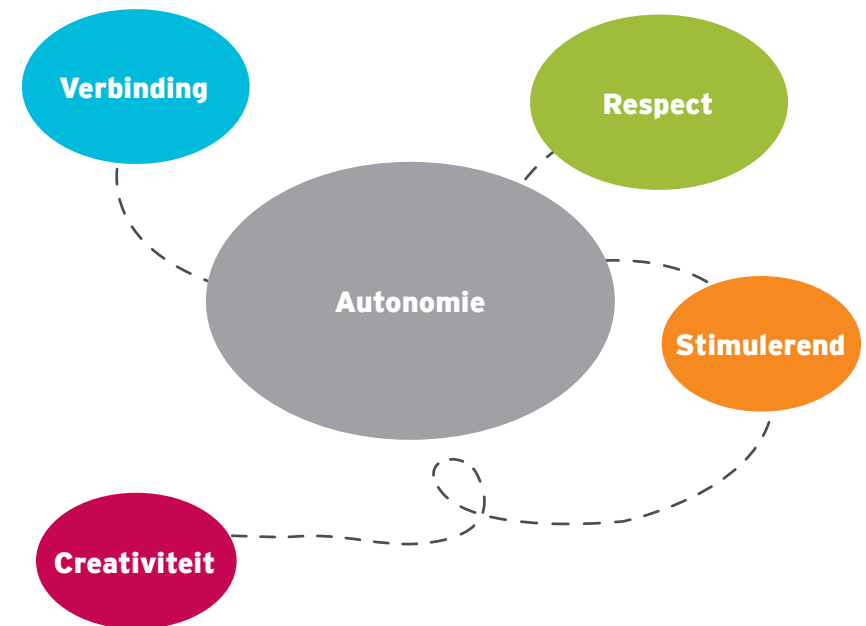 Verbinding
Respect
Autonomie
Stimulerend
Creativiteit